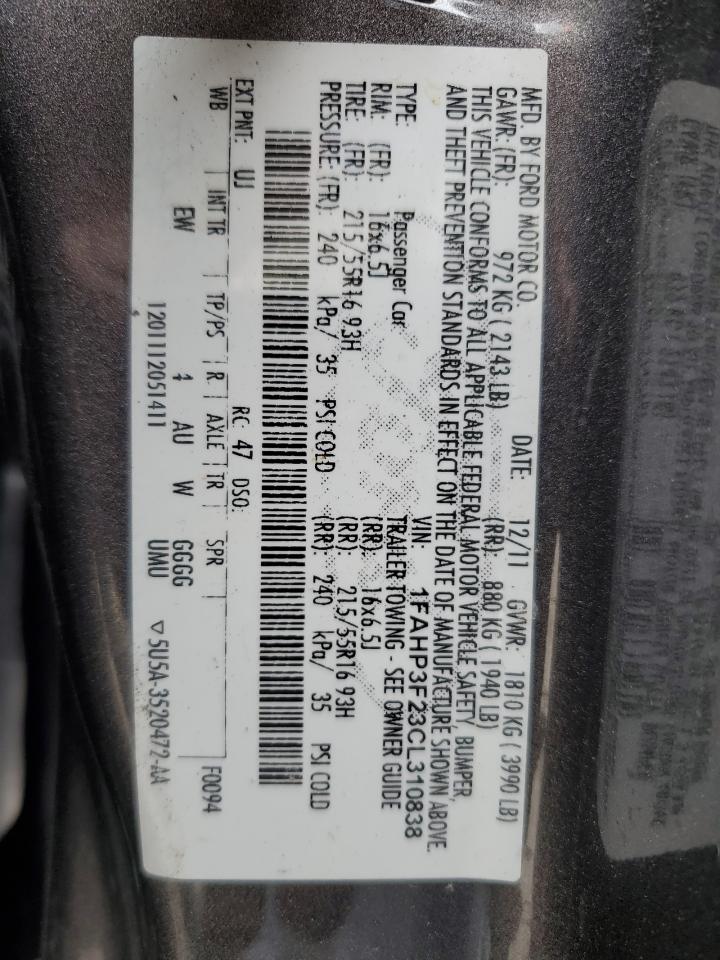 MFD. BY FORD MOTOR CO. DATE: 12/11 GVWR: 1810 KG ( 3990 LB)
GAWR: (FR): 972 KG ( 2143 LB) (RR): 880 KG ( 1940 LB)
THIS VEHICLE CONFORMS TO ALL APPLICABLE FEDERAL MOTOR VEHICLE SAFETY, BUMPER,
AND THEFT PREVENTION STANDARDS IN EFFECT ON THE DATE OF MANUFACTURE SHOWN ABOVE.
VIN: 1FAHP3F23CL310838
TYPE: Passenger Car TRAILER TOWING - SEE OWNER GUIDE
RIM: (FR): 16x6.5J (RR): 16x6.5J
TIRE: (FR): 215/55R16 93H (RR): 215/55R16 93H
PRESSURE: (FR): 240 kPa/ 35 PSI COLD (RR): 240 kPa/ 35 PSI COLD
EXT PNT: UJ RC: 47 DSO: F0094
WB | INT TR | TP/PS | R | AXLE | TR | SPR
EW 4 AU W GGGG
UMU
1201112051411 ▽5U5A-3520472-AA